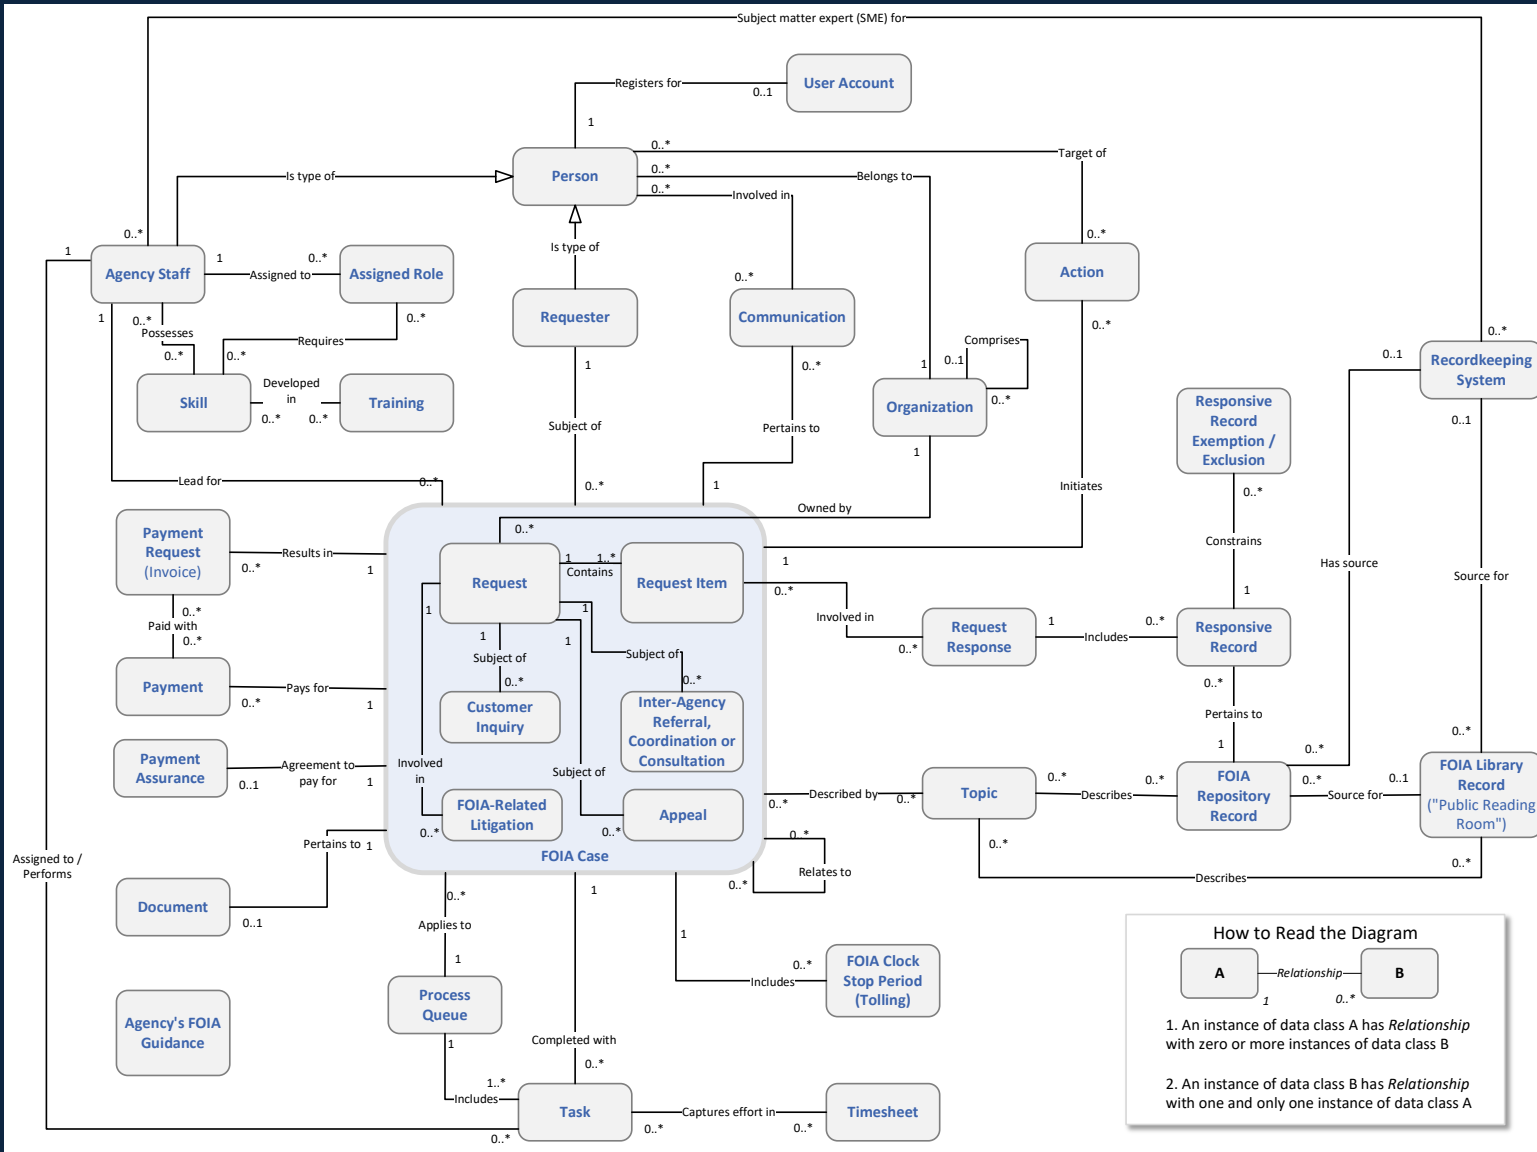 Subject matter expert (SME) for
Registers for
User Account
0..1
1
0..*
Target of
Person
0..*
Belongs to
0..*
Involved in
Is type of
Is type of
0..*
0..*
0..*
1
Agency Staff
1
0..*
Assigned to
Assigned Role
Action
0..*
Requester
Communication
1
0..*
Possesses
0..*
0..*
Requires
0..*
0..*
1
0..*
Comprises
0..1
1
0..*
0..*
0..1
Recordkeeping
System
0..1
Skill
Developed
in
0..*
0..*
Training
Organization
1
Responsive
Record
Exemption /
Exclusion
0..*
Subject of
Pertains to
Lead for
0..*
0..*
1
Initiates
Owned by
0..*
Payment
Request
(Invoice)
Results in
0..*
1
Request
1
1..*
Contains
Request Item
1
0..*
Constrains
1
Has source
Source for
0..*
Paid with
0..*
1
1
1
1
Involved in
0..*
Request
Response
1
Includes
0..*
Responsive
Record
0..*
Subject of
0..*
Subject of
0..*
Payment
Pays for
0..*
1
Customer
Inquiry
Inter-Agency
Referral,
Coordination or
Consultation
Pertains to
1
0..*
0..*
Payment
Assurance
Agreement to
pay for
0..1
1
Involved
in
Subject of
Described by
0..*
0..*
Topic
0..*
Describes
0..*
FOIA
Repository
Record
0..*
Source for
0..1
FOIA Library
Record
("Public Reading
Room")
FOIA-Related
Litigation
0..*
Appeal
0..*
FOIA Case
0..*
Relates to
0..*
0..*
0..*
Describes
Pertains to
1
Assigned to /
Performs
Document
0..1
0..*
Applies to
1
1
1
Process
Queue
1
Includes
0..*
FOIA Clock
Stop Period
(Tolling)
Agency's FOIA
Guidance
Completed with
0..*
1..*
Includes
0..*
Task
Captures effort in
0..*
0..*
Timesheet
How to Read the Diagram
A
Relationship
B
1
0..*
1. An instance of data class A has Relationship
with zero or more instances of data class B
2. An instance of data class B has Relationship
with one and only one instance of data class A